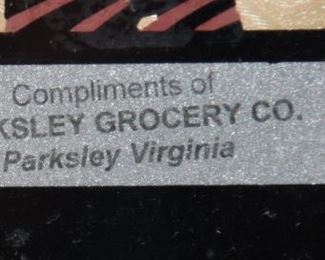 Compliments of
KSLEY GROCERY CO.
Parksley Virginia